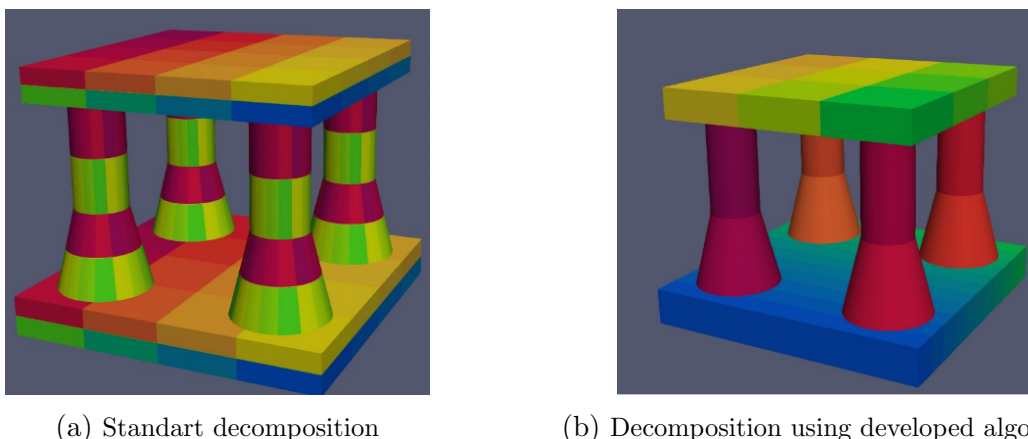 (a) Standart decomposition
(b) Decomposition using developed algo